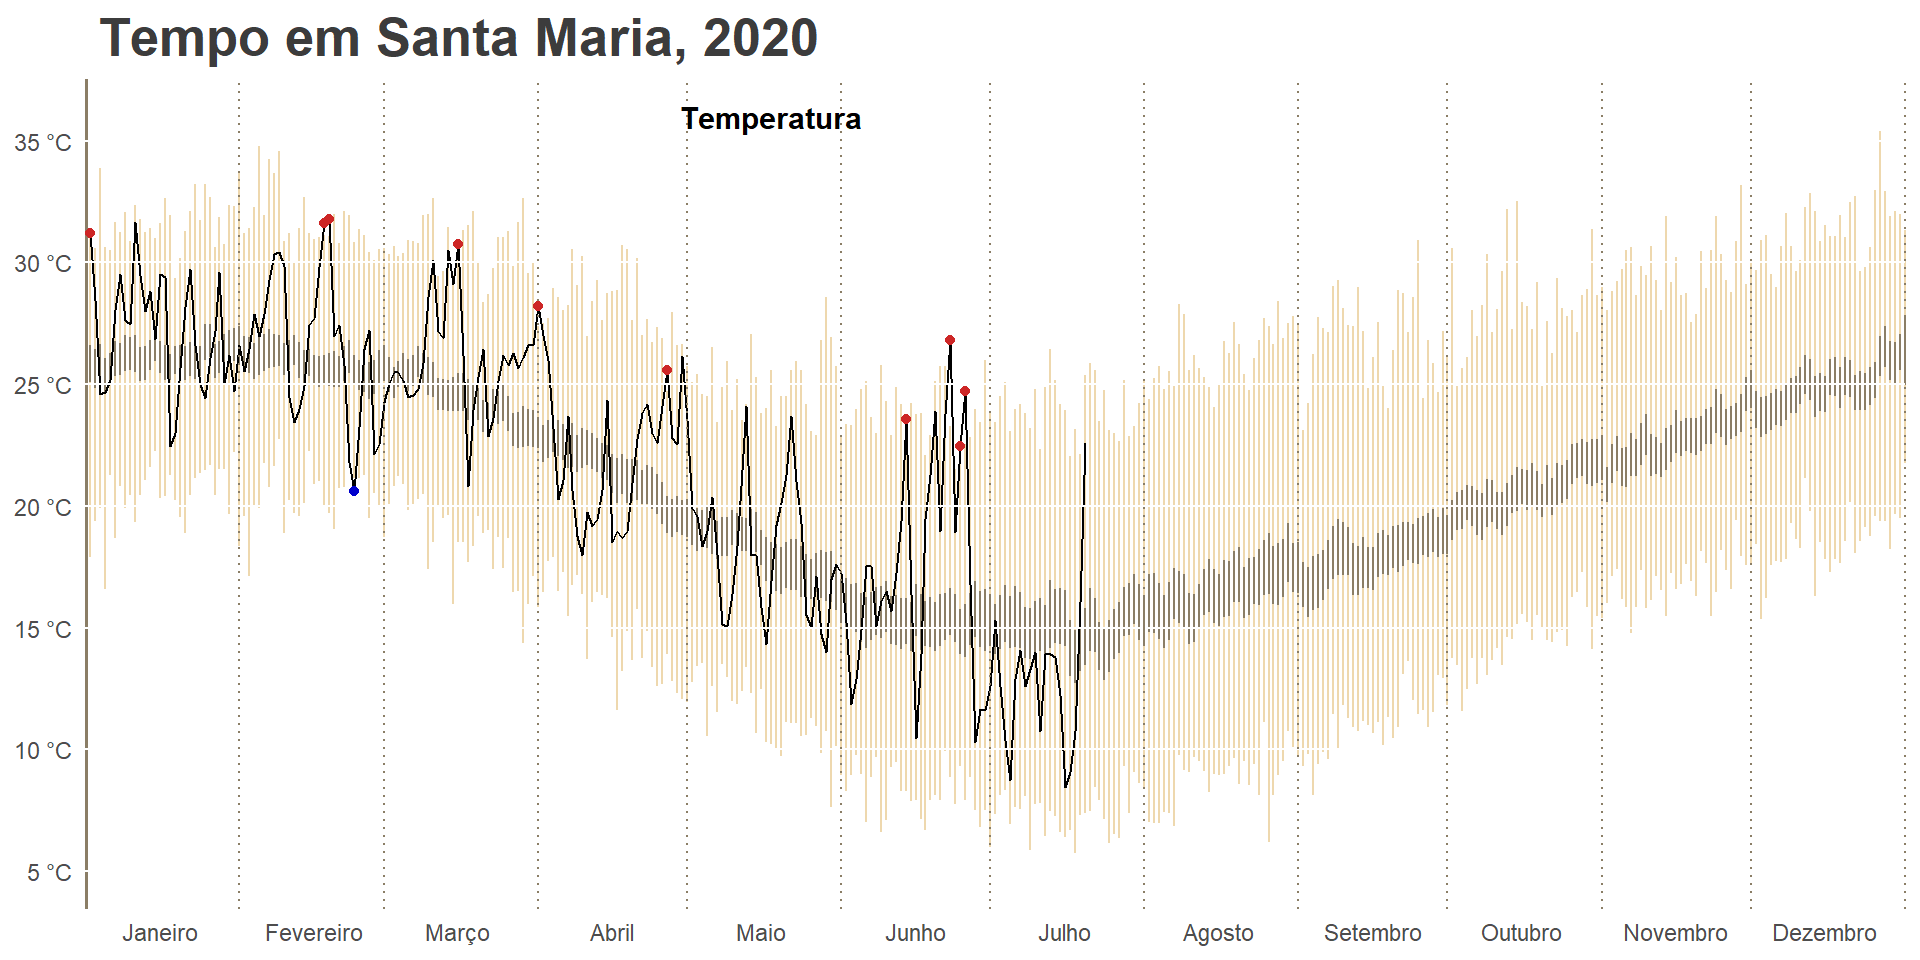 Tempo em Santa Maria, 2020
Temperatura
35 °C
30 °C
25 °C
20 °C
15 °C
10 °C
5 °C
Janeiro Fevereiro Março Abril Maio Junho Julho Agosto Setembro Outubro Novembro Dezembro